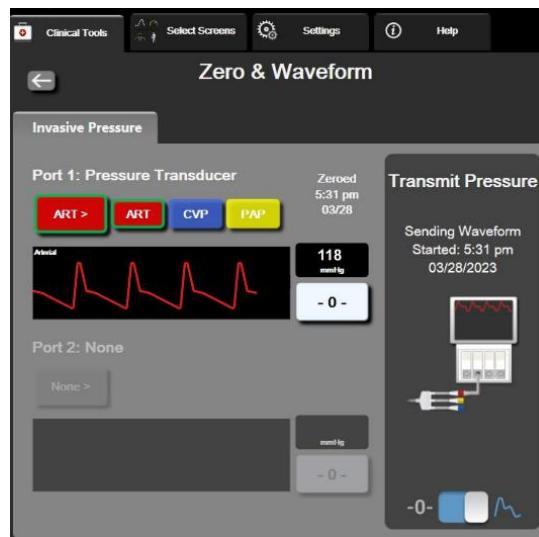 Clinical Tools
Select Screens
Settings
Help
Zero & Waveform
Invasive Pressure
Port 1: Pressure Transducer
Zeroed
5:31 pm
03/28
ART >
ART
CVP
PAP
Arterial
118
mmHg
- 0 -
Port 2: None
None >
mmHg
- 0 -
Transmit Pressure
Sending Waveform
Started: 5:31 pm
03/28/2023
-0-